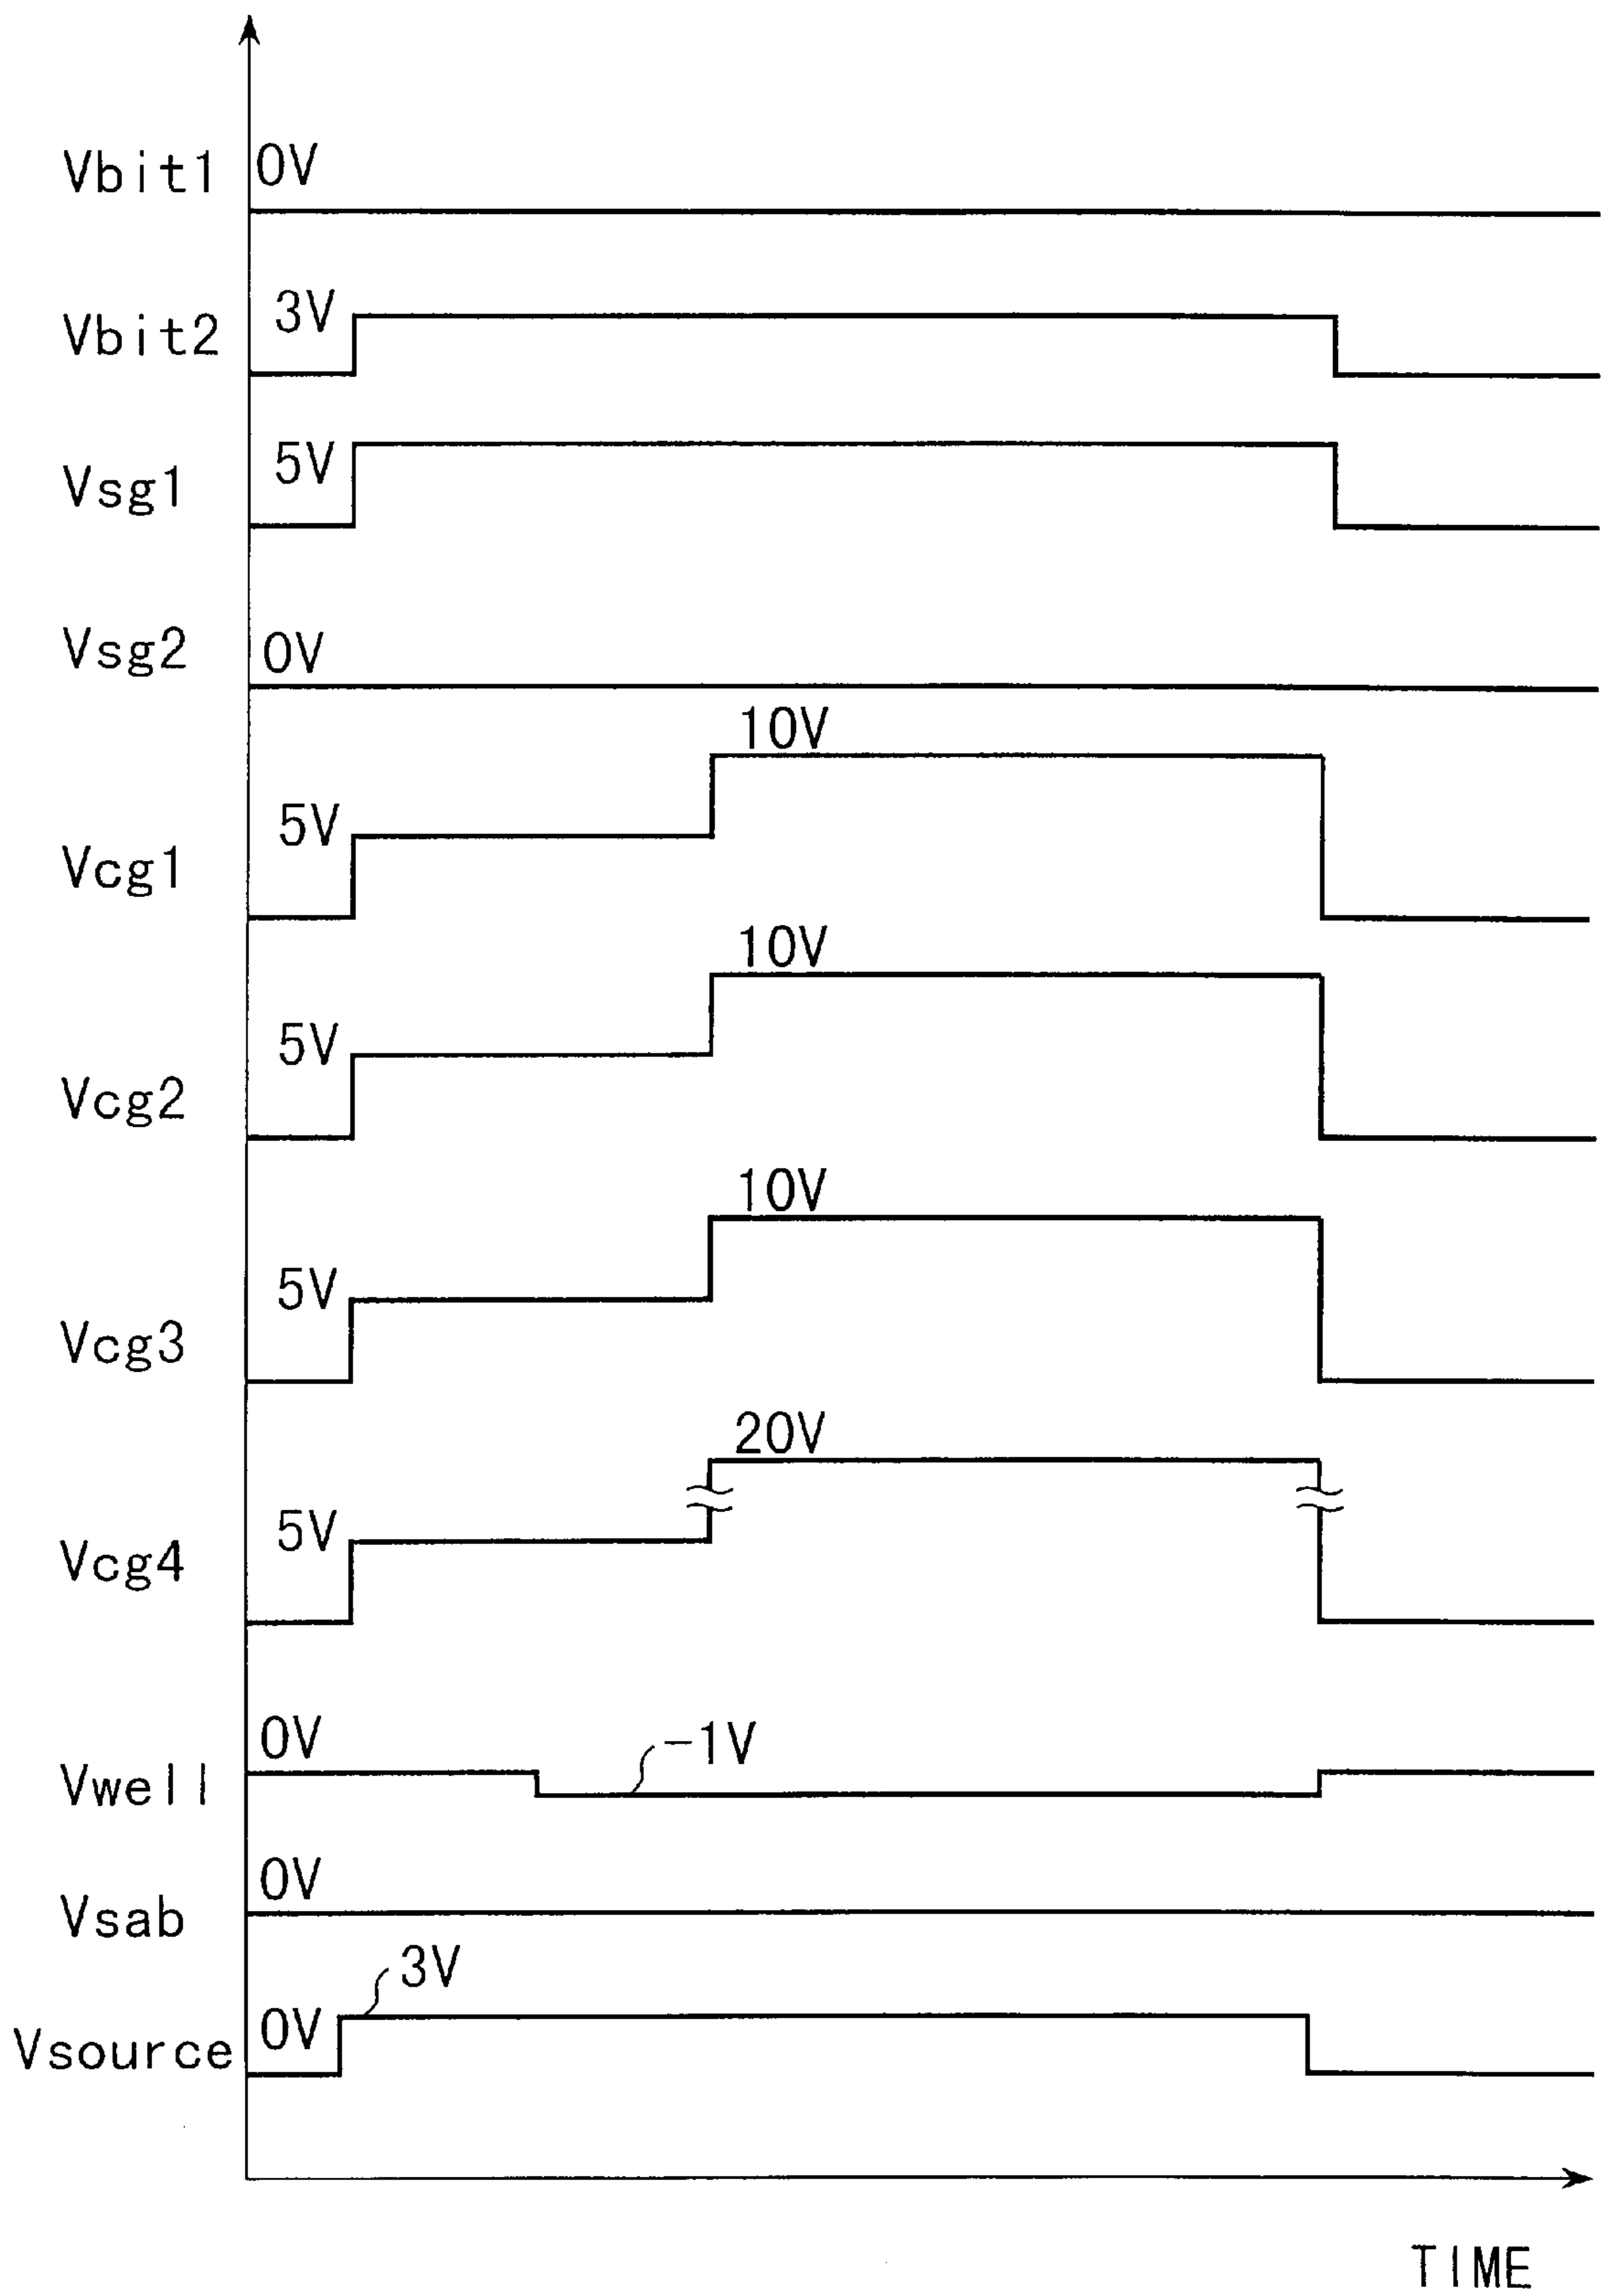 Vbit1 0V
Vbit2 3V
Vsg1 5V
Vsg2 0V
10V
5V
Vcg1
10V
5V
Vcg2
10V
5V
Vcg3
20V
5V
Vcg4
0V -1V
Vwell
0V
Vsab
3V
0V
Vsource
TIME